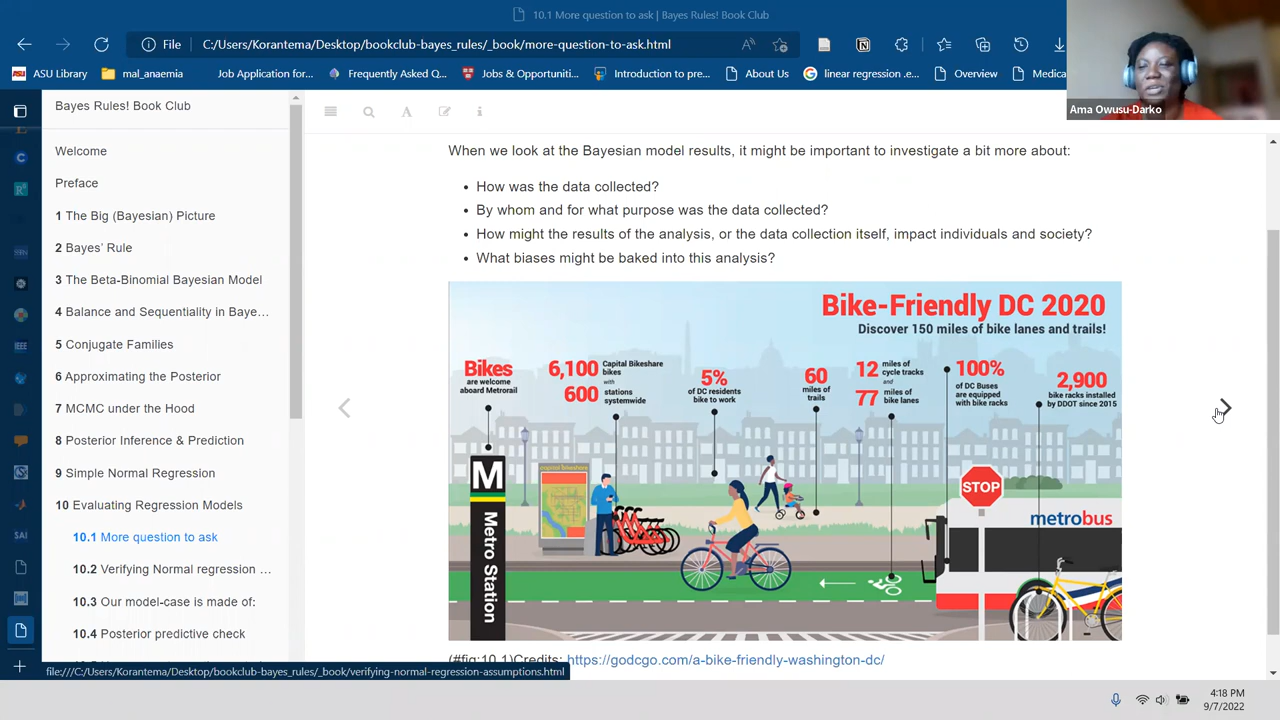 10.1 More question to ask | Bayes Rules! Book Club
File
C:/Users/Korantema/Desktop/bookclub-bayes_rules/_book/more-question-to-ask.html
ASU Library
mal_anaemia
Job Application for...
Frequently Asked Q...
Jobs & Opportuniti...
Introduction to pre...
About Us
linear regression .e...
Overview
Medica
Ama Owusu-Darko
Bayes Rules! Book Club
Welcome
Preface
1 The Big (Bayesian) Picture
2 Bayes' Rule
3 The Beta-Binomial Bayesian Model
4 Balance and Sequentiality in Baye...
5 Conjugate Families
6 Approximating the Posterior
7 MCMC under the Hood
8 Posterior Inference & Prediction
9 Simple Normal Regression
10 Evaluating Regression Models
10.1 More question to ask
10.2 Verifying Normal regression ...
10.3 Our model-case is made of:
10.4 Posterior predictive check
When we look at the Bayesian model results, it might be important to investigate a bit more about:
• How was the data collected?
• By whom and for what purpose was the data collected?
• How might the results of the analysis, or the data collection itself, impact individuals and society?
• What biases might be baked into this analysis?
Bike-Friendly DC 2020
Discover 150 miles of bike lanes and trails!
Bikes
are welcome
aboard Metrorail
6,100 Capital Bikeshare
bikes
with
600 stations
systemwide
5%
of DC residents
bike to work
60
miles of
trails
12 miles of
cycle tracks
and
77 miles of
bike lanes
100%
of DC Buses
are equipped
with bike racks
2,900
bike racks installed
by DDOT since 2015
M
Metro Station
capital bikeshare
STOP
metrobus
(#fig:10.1)Credits: https://godcgo.com/a-bike-friendly-washington-dc/
file:///C:/Users/Korantema/Desktop/bookclub-bayes_rules/_book/verifying-normal-regression-assumptions.html
4:18 PM
9/7/2022